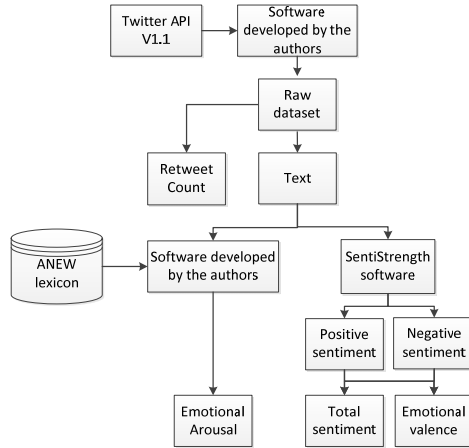 Twitter API
V1.1
Software
developed by the
authors
Raw
dataset
Retweet
Count
Text
ANEW
lexicon
Software developed
by the authors
SentiStrength
software
Positive
sentiment
Negative
sentiment
Emotional
Arousal
Total
sentiment
Emotional
valence